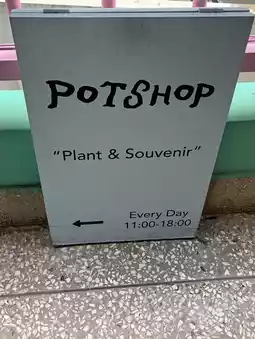 POTSHOP
"Plant & Souvenir"
Every Day
11:00-18:00